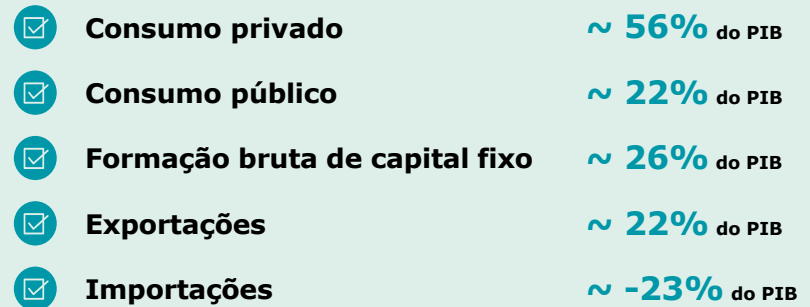 Consumo privado ~ 56% do PIB
Consumo público ~ 22% do PIB
Formação bruta de capital fixo ~ 26% do PIB
Exportações ~ 22% do PIB
Importações ~ -23% do PIB